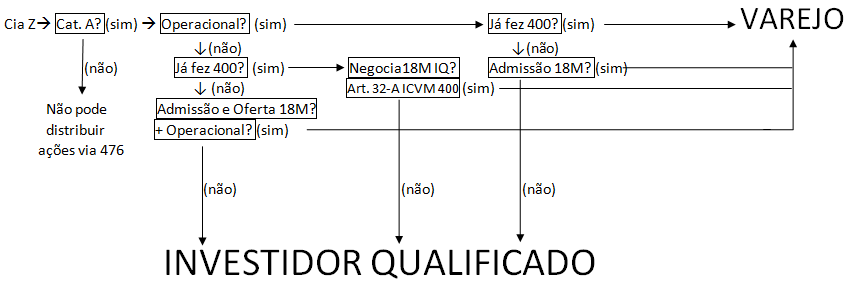 Cia Z→ Cat. A? (sim) → Operacional? (sim) Já fez 400? (sim) VAREJO
↓(não) ↓(não)
(não) Já fez 400? (sim) Negocia18M IQ? Admissão 18M? (sim)
↓(não) Art. 32-A ICVM 400 (sim)
Não pode Admissão e Oferta 18M?
distribuir + Operacional? (sim)
ações via 476
(não) (não) (não)
INVESTIDOR QUALIFICADO